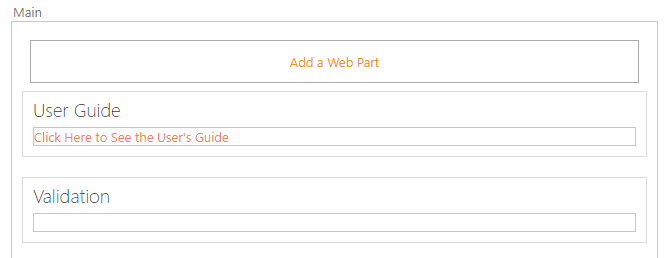 Main
Add a Web Part
User Guide
Click Here to See the User's Guide
Validation